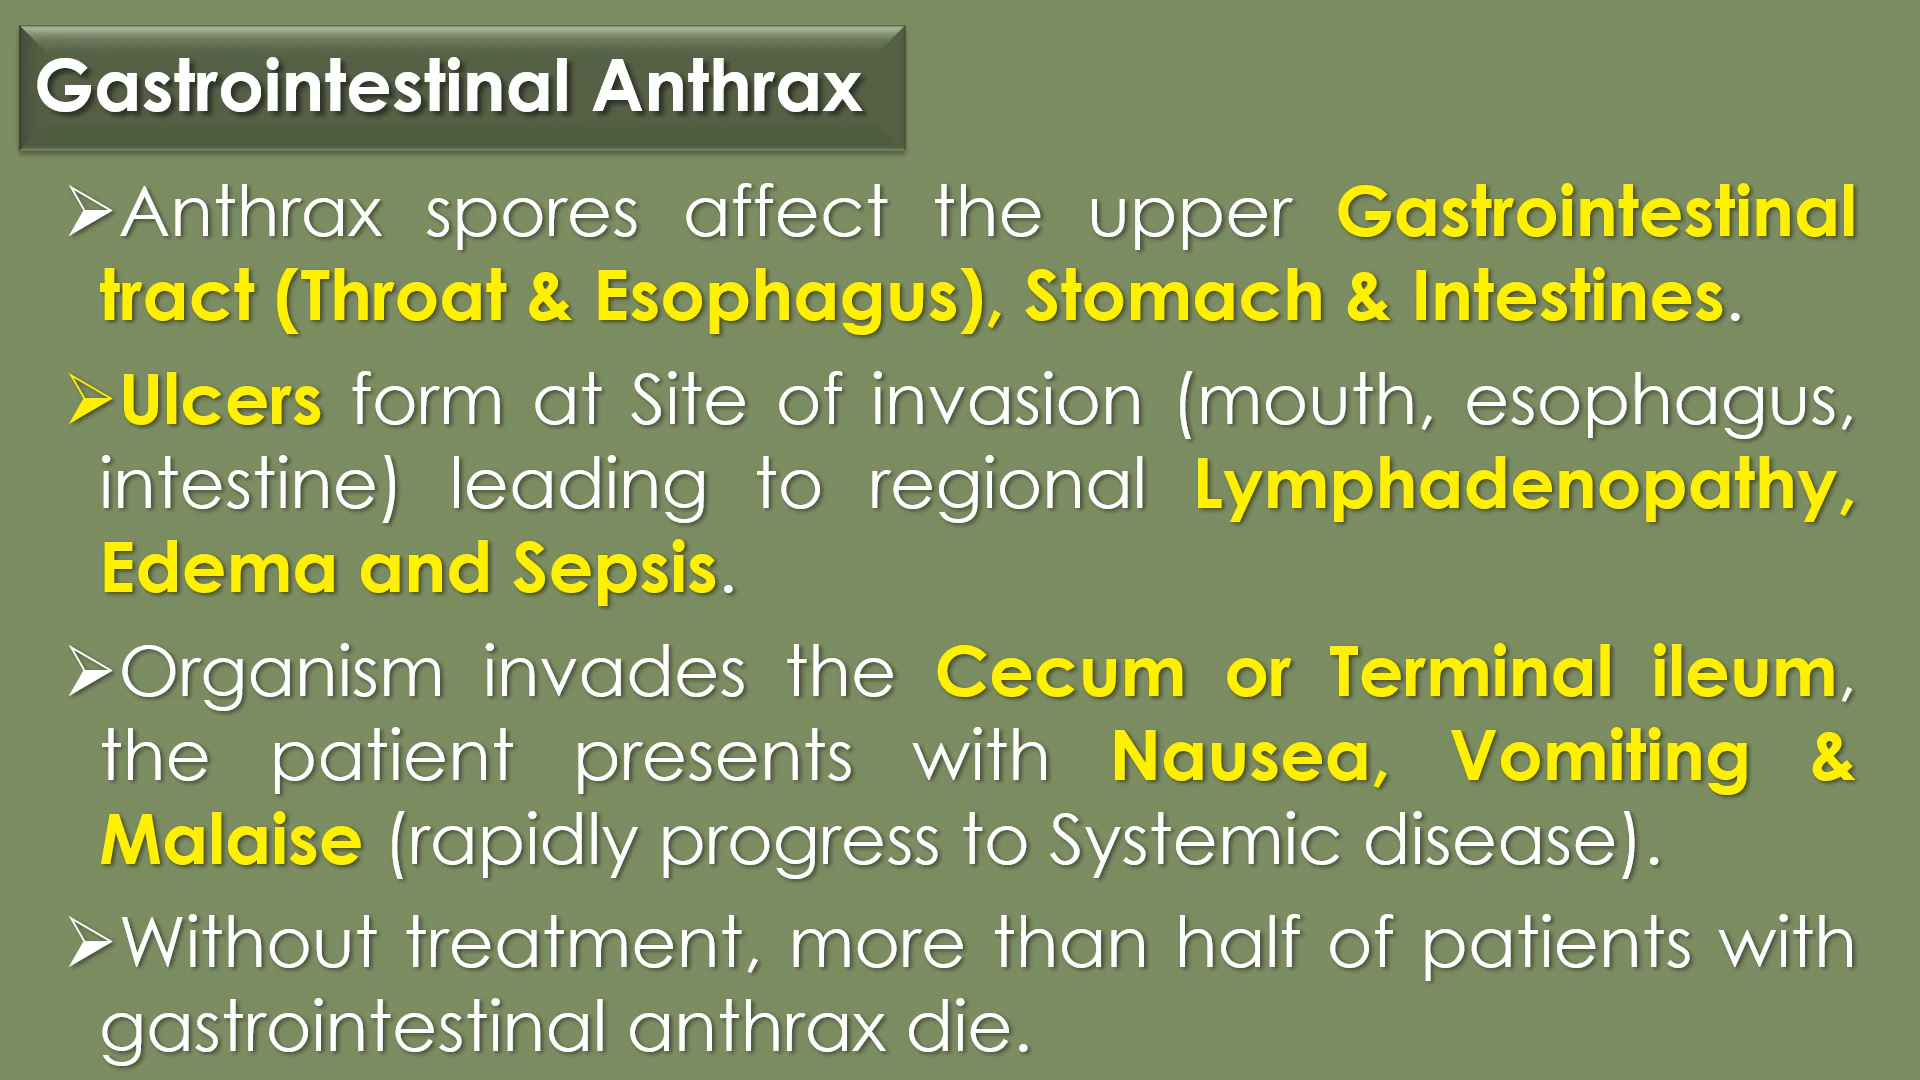 Gastrointestinal Anthrax
➢Anthrax spores affect the upper Gastrointestinal
tract (Throat & Esophagus), Stomach & Intestines.
➢Ulcers form at Site of invasion (mouth, esophagus,
intestine) leading to regional Lymphadenopathy,
Edema and Sepsis.
➢Organism invades the Cecum or Terminal ileum,
the patient presents with Nausea, Vomiting &
Malaise (rapidly progress to Systemic disease).
➢Without treatment, more than half of patients with
gastrointestinal anthrax die.